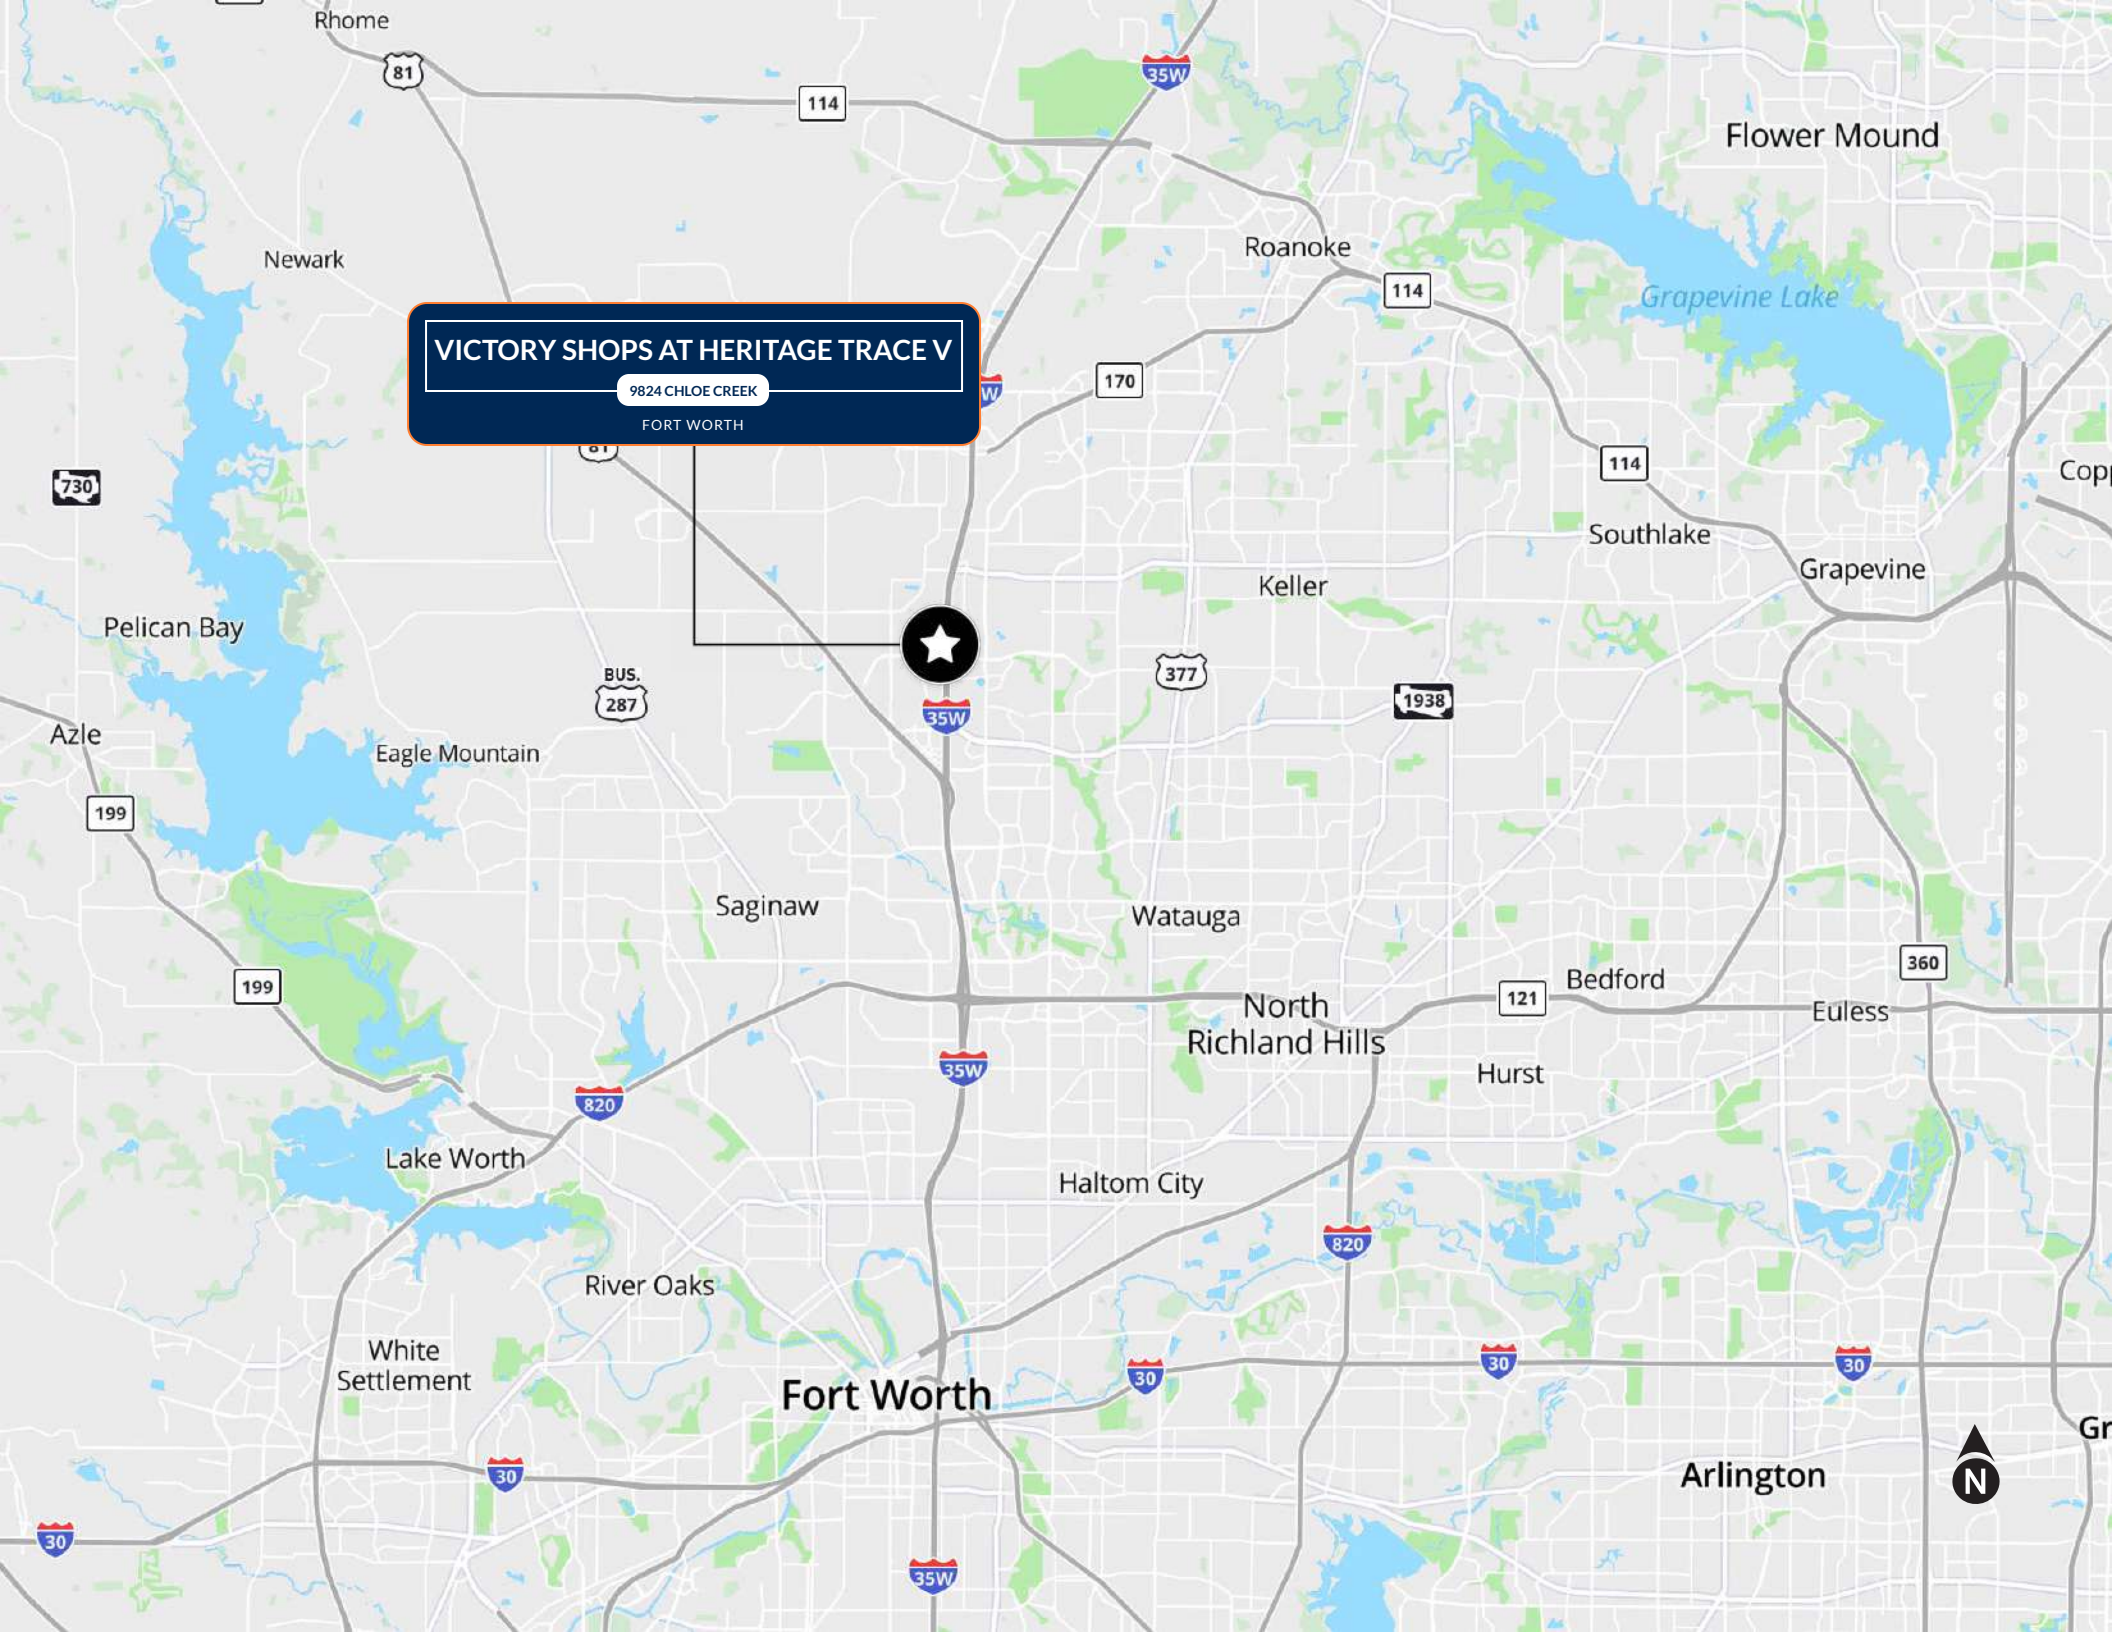 Rhome
81
35W
114
Flower Mound
Roanoke
Newark
114
Grapevine Lake
VICTORY SHOPS AT HERITAGE TRACE V
9824 CHLOE CREEK
FORT WORTH
170
W
81
114
730
Southlake
Grapevine
Keller
Pelican Bay
BUS.
287
377
1938
35W
Azle
Eagle Mountain
199
Saginaw
Watauga
199
360
Bedford
121
North
Richland Hills
Euless
35W
Hurst
820
Lake Worth
Haltom City
820
River Oaks
White
Settlement
30
30
30
Fort Worth
Arlington
N
30
30
35W